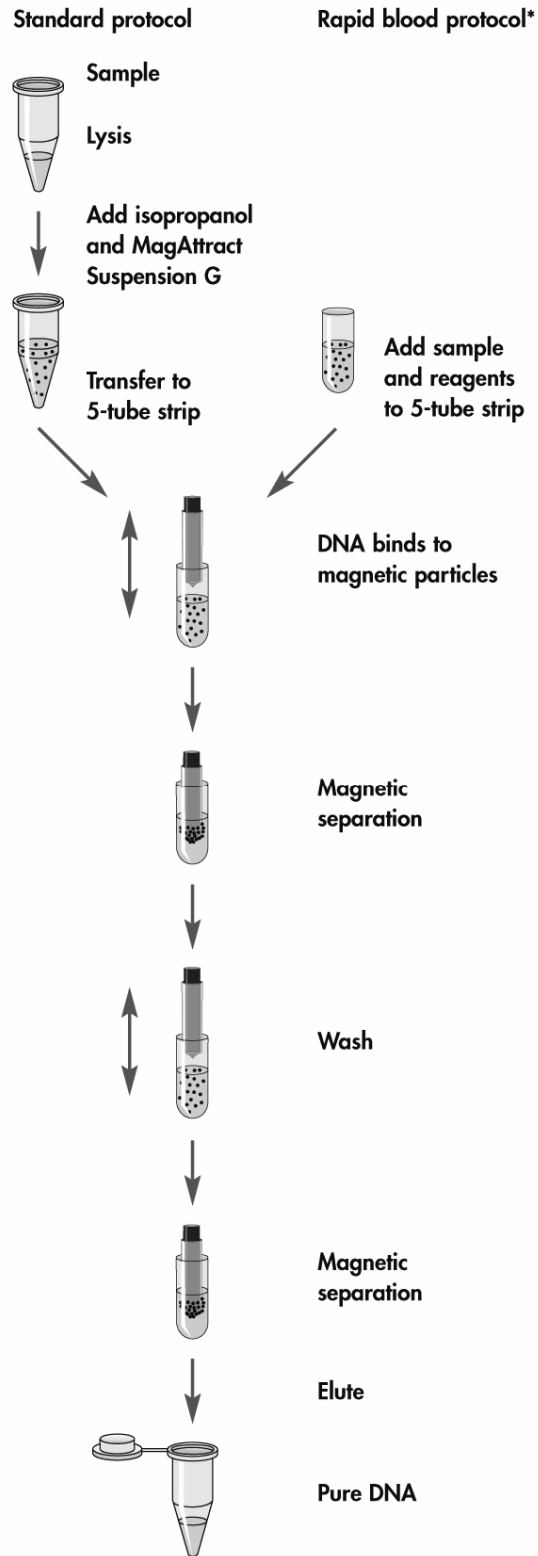 Standard protocol
Rapid blood protocol*
Sample
Lysis
Add isopropanol
and MagAttract
Suspension G
Transfer to
5-tube strip
Add sample
and reagents
to 5-tube strip
DNA binds to
magnetic particles
Magnetic
separation
Wash
Magnetic
separation
Elute
Pure DNA